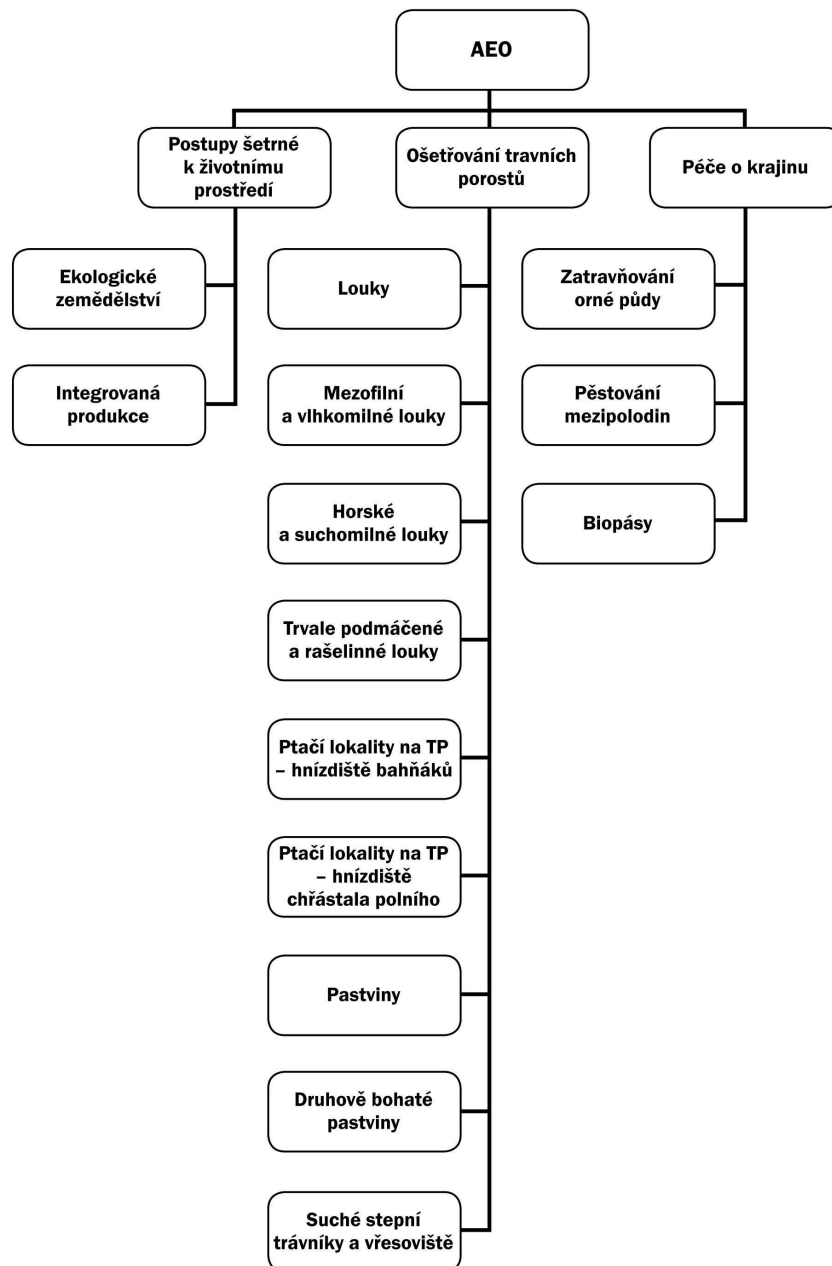 AEO
Postupy šetrné
k životnímu
prostředí
Ošetřování travních
porostů
Péče o krajinu
Ekologické
zemědělství
Integrovaná
produkce
Louky
Mezofilní
a vlhkomilné louky
Horské
a suchomilné louky
Trvale podmáčené
a rašelinné louky
Ptačí lokality na TP
– hnízdiště bahňáků
Ptačí lokality na TP
– hnízdiště
chřástala polního
Pastviny
Druhově bohaté
pastviny
Suché stepní
trávníky a vřesoviště
Zatravňování
orné půdy
Pěstování
mezipolodin
Biopásy